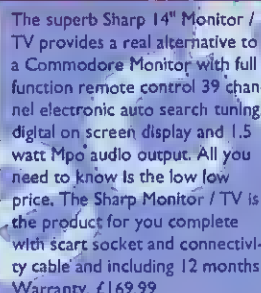 The superb Sharp 14" Monitor /
TV provides a real alternative to
a Commodore Monitor with full
function remote control 39 chan-
nel electronic auto search tuning
digital on screen display and 1.5
watt Mpo audio output. All you
need to know is the low low
price. The Sharp Monitor / TV is
the product for you complete
with scart socket and connectivi-
ty cable and including 12 months
Warranty £169.99